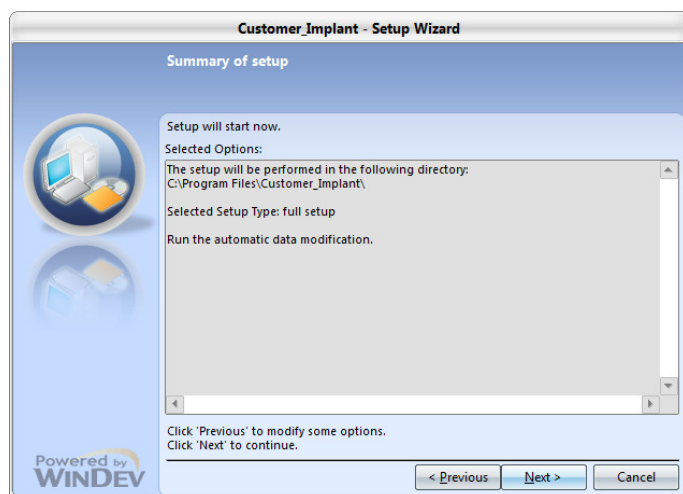 Customer_Implant - Setup Wizard
Summary of setup
Setup will start now.
Selected Options:
The setup will be performed in the following directory:
C:\Program Files\Customer_Implant\
Selected Setup Type: full setup
Run the automatic data modification.
Click 'Previous' to modify some options.
Click 'Next' to continue.
Powered by
WINDEV
< Previous
Next >
Cancel